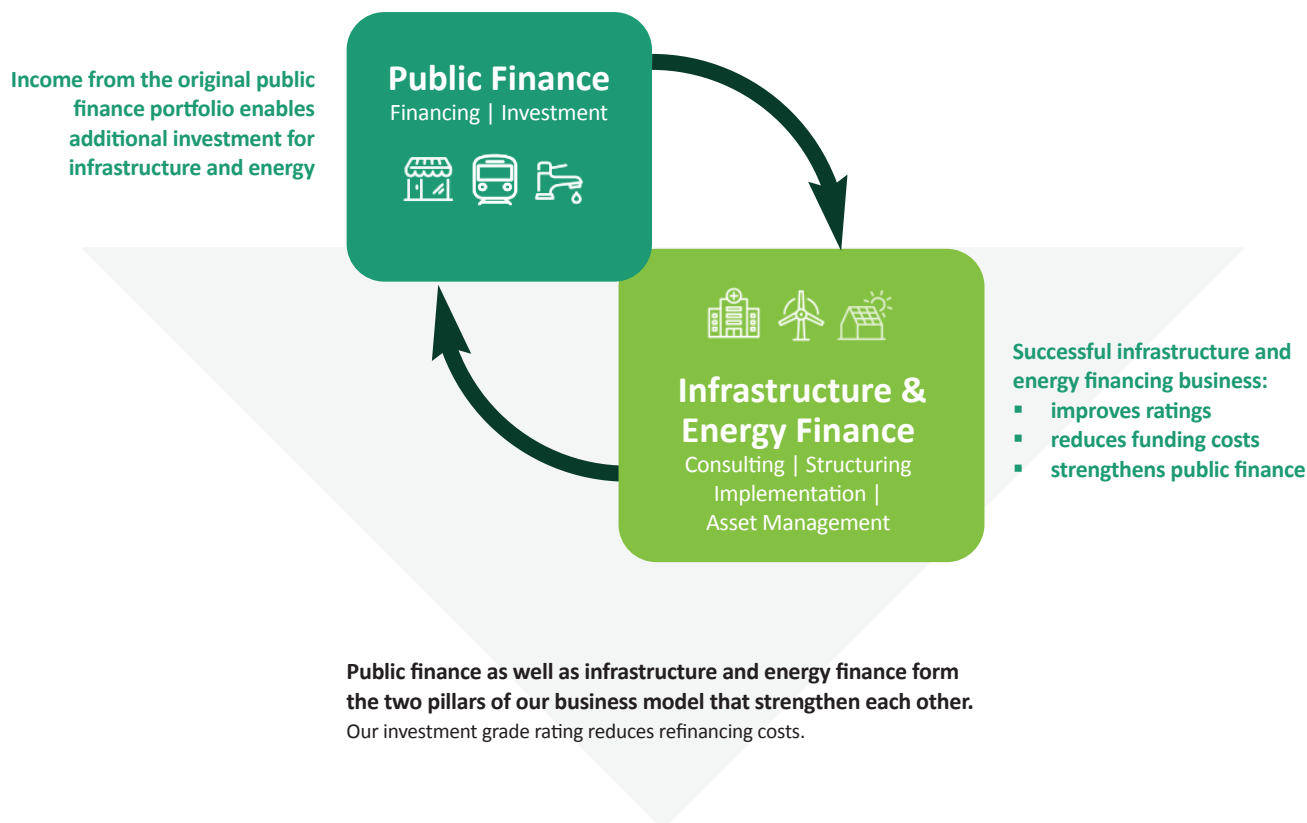 Income from the original public
finance portfolio enables
additional investment for
infrastructure and energy
Public Finance
Financing | Investment
Infrastructure &
Energy Finance
Consulting | Structuring
Implementation |
Asset Management
Successful infrastructure and
energy financing business:
▪ improves ratings
▪ reduces funding costs
▪ strengthens public finance
Public finance as well as infrastructure and energy finance form
the two pillars of our business model that strengthen each other.
Our investment grade rating reduces refinancing costs.